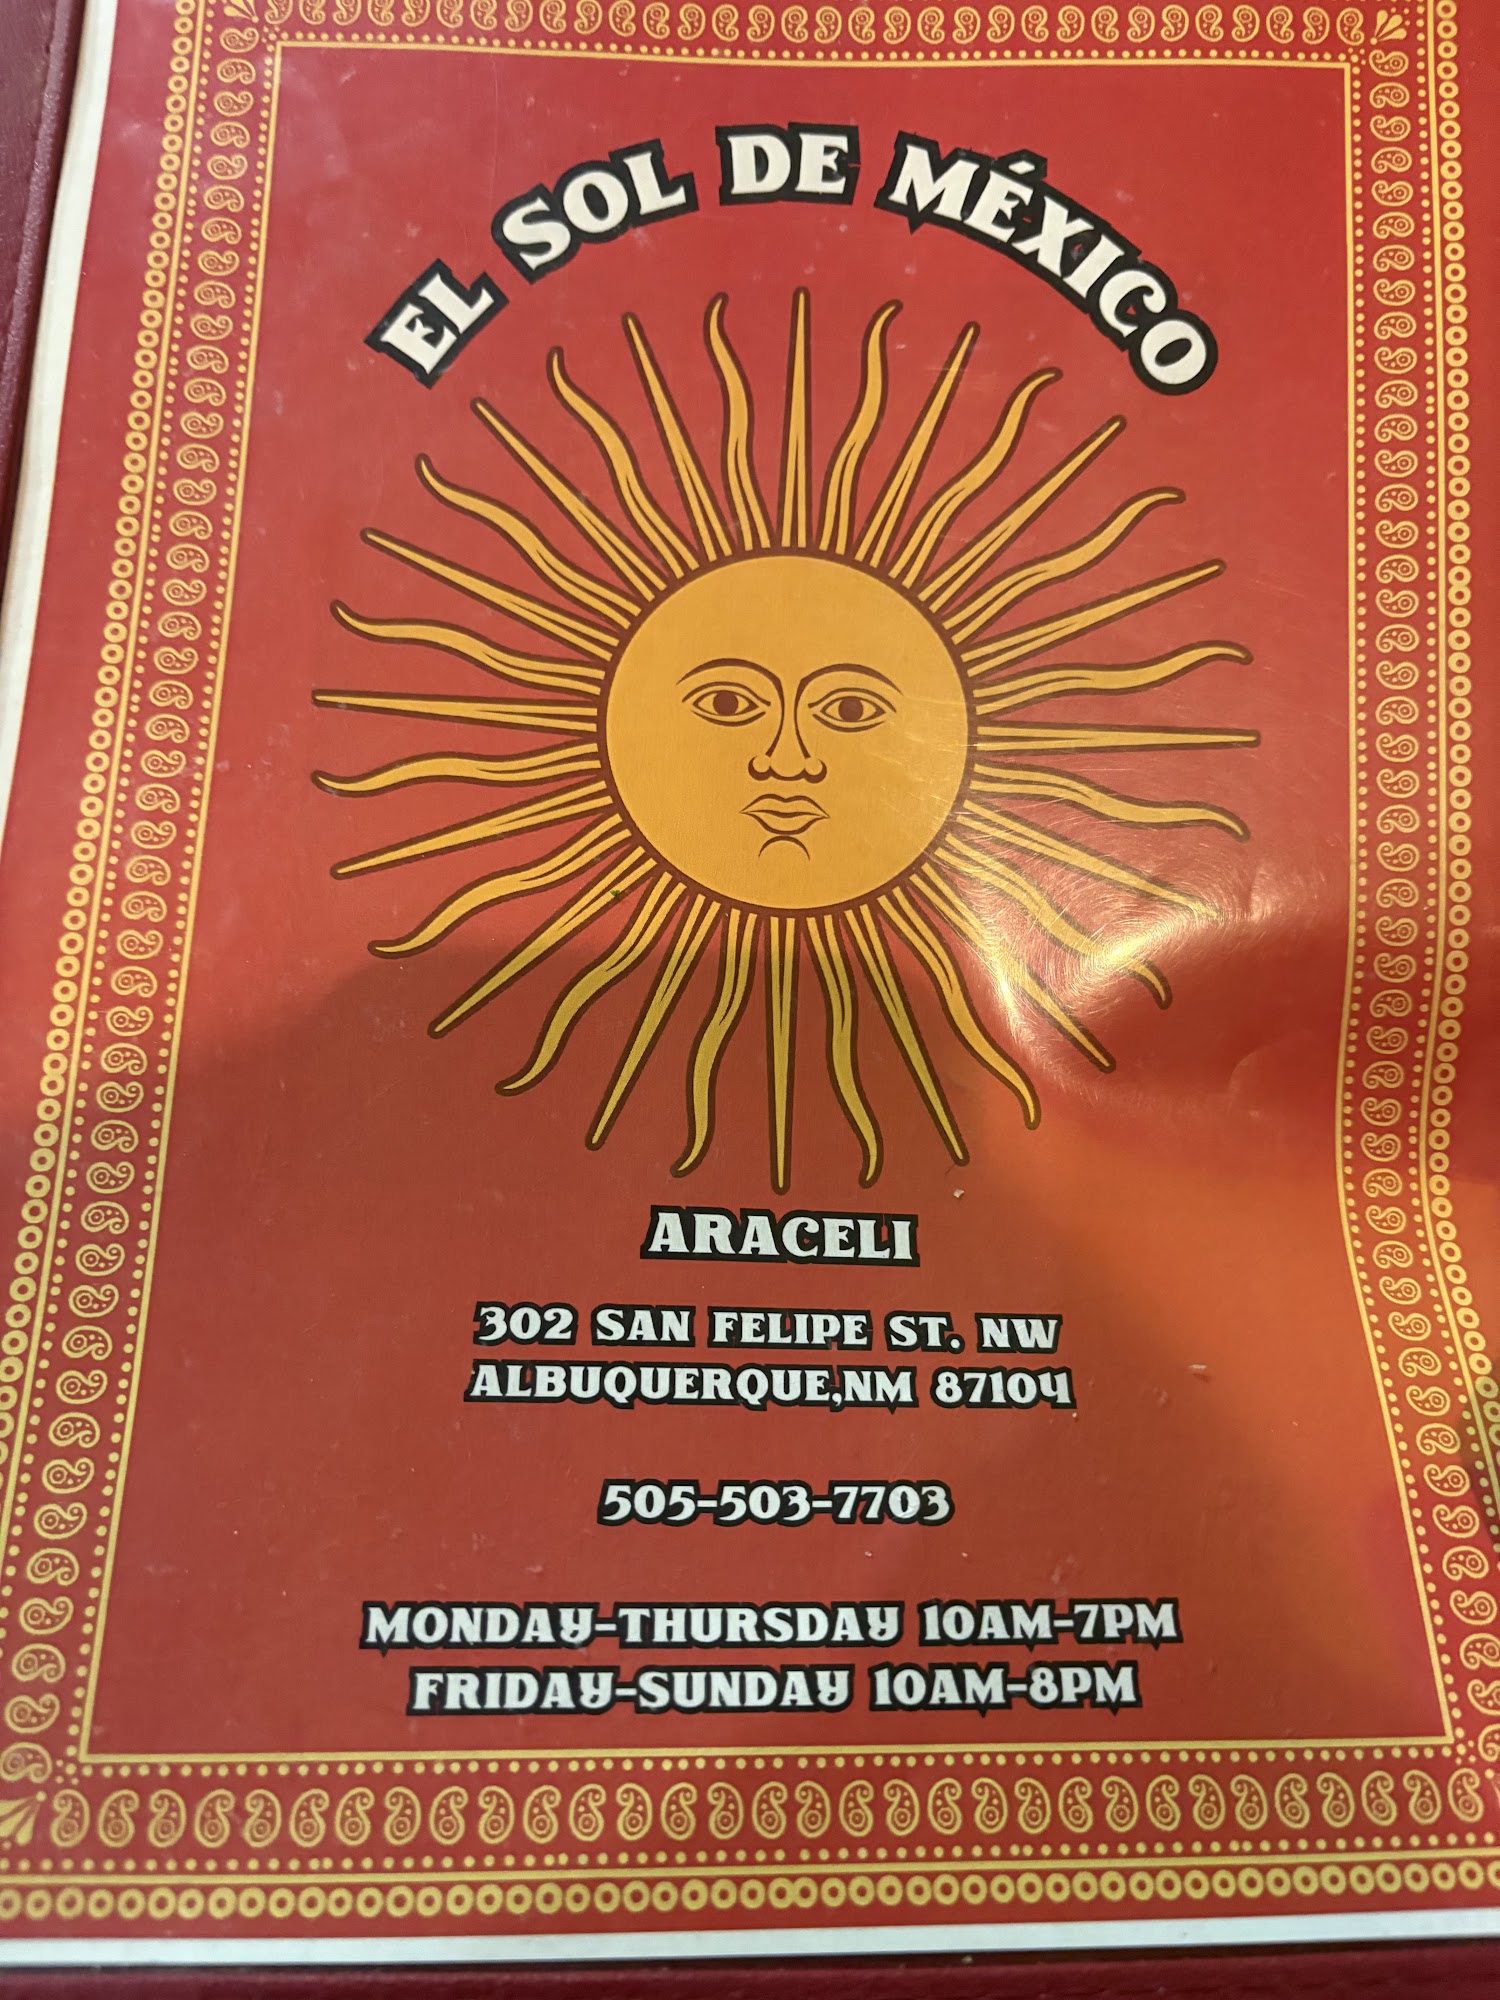 EL SOL DE MÉXICO
ARACELI
302 SAN FELIPE ST. NW
ALBUQUERQUE,NM 87104
505-503-7703
MONDAY-THURSDAY 10AM-7PM
FRIDAY-SUNDAY 10AM-8PM